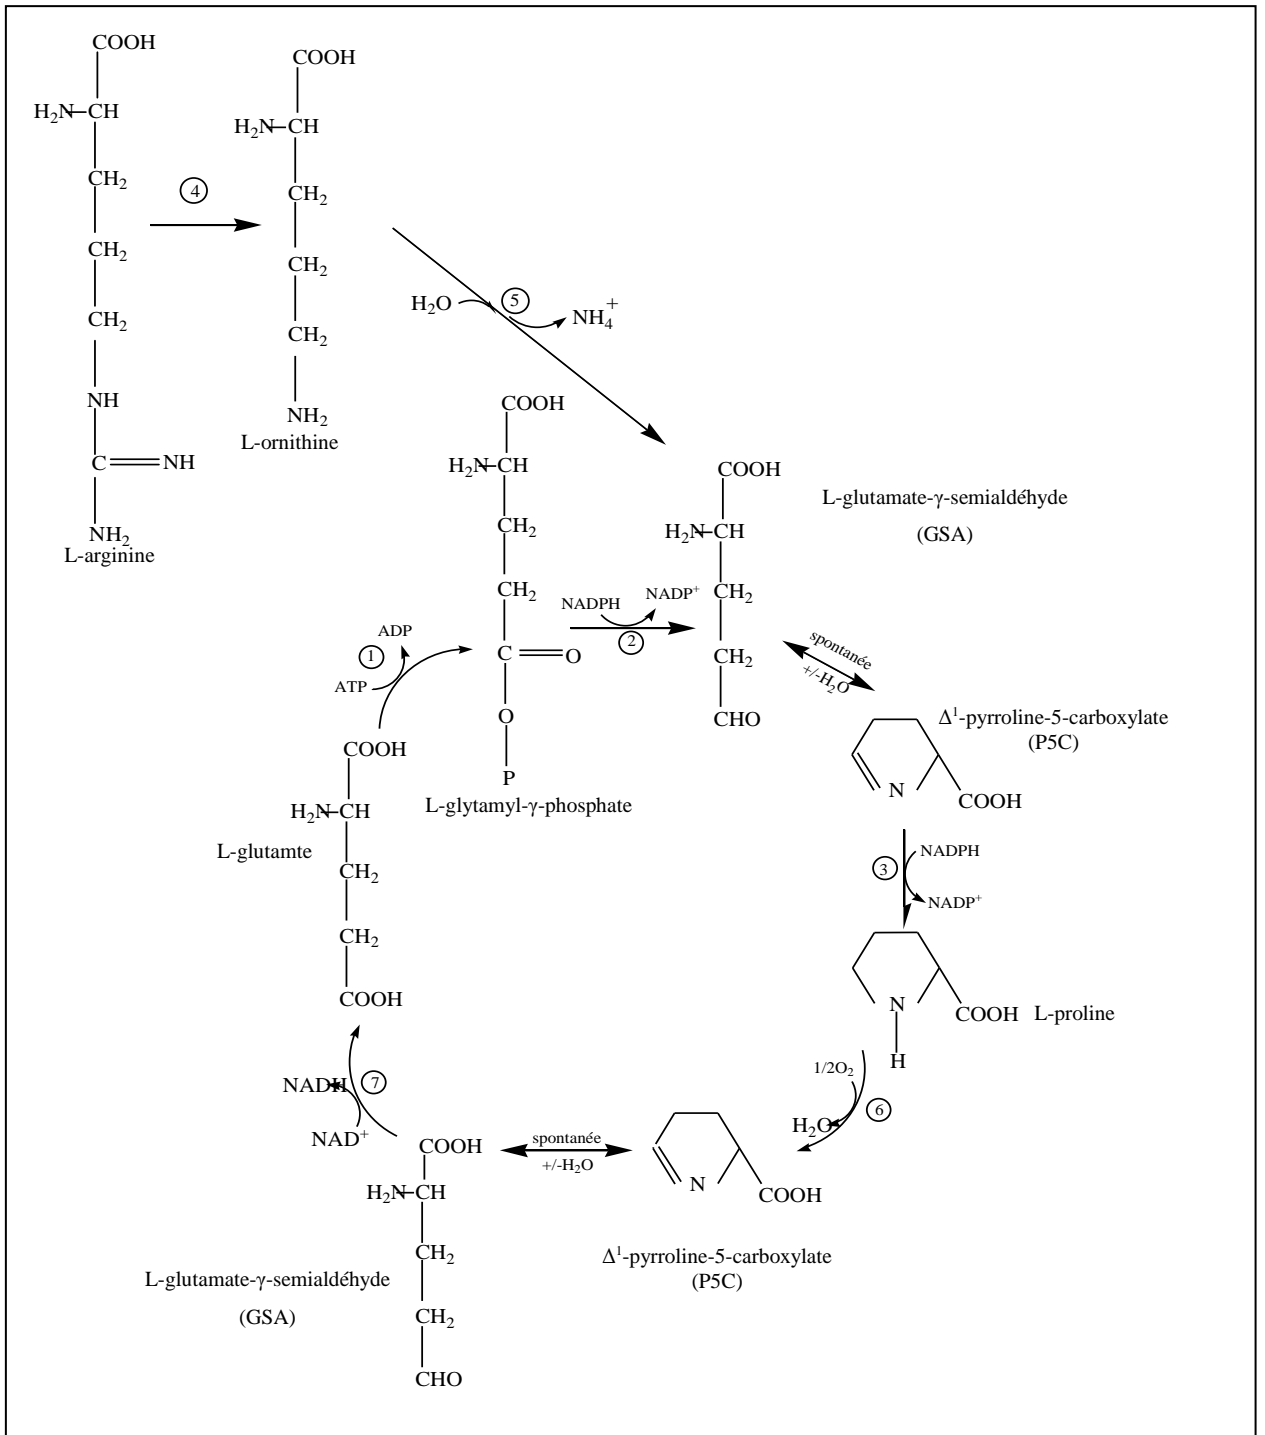 COOH
H₂N CH
CH₂
CH₂
CH₂
NH
C NH
NH₂
L-arginine
4
COOH
H₂N CH
CH₂
CH₂
CH₂
NH₂
L-ornithine
H₂O
5
NH₄⁺
COOH
H₂N CH
CH₂
CH₂
C O
O
P
L-glytamyl-γ-phosphate
ADP
1
ATP
NADPH
NADP⁺
2
COOH
H₂N CH
CH₂
CH₂
CHO
L-glutamate-γ-semialdéhyde
(GSA)
spontanée
+/-H₂O
Δ¹-pyrroline-5-carboxylate
(P5C)
N
COOH
3
NADPH
NADP⁺
N
H
COOH
L-proline
1/2O₂
6
H₂O
N
COOH
Δ¹-pyrroline-5-carboxylate
(P5C)
spontanée
+/-H₂O
COOH
H₂N CH
CH₂
CH₂
CHO
L-glutamate-γ-semialdéhyde
(GSA)
NADH
7
NAD⁺
COOH
H₂N CH
L-glutamte
CH₂
CH₂
COOH